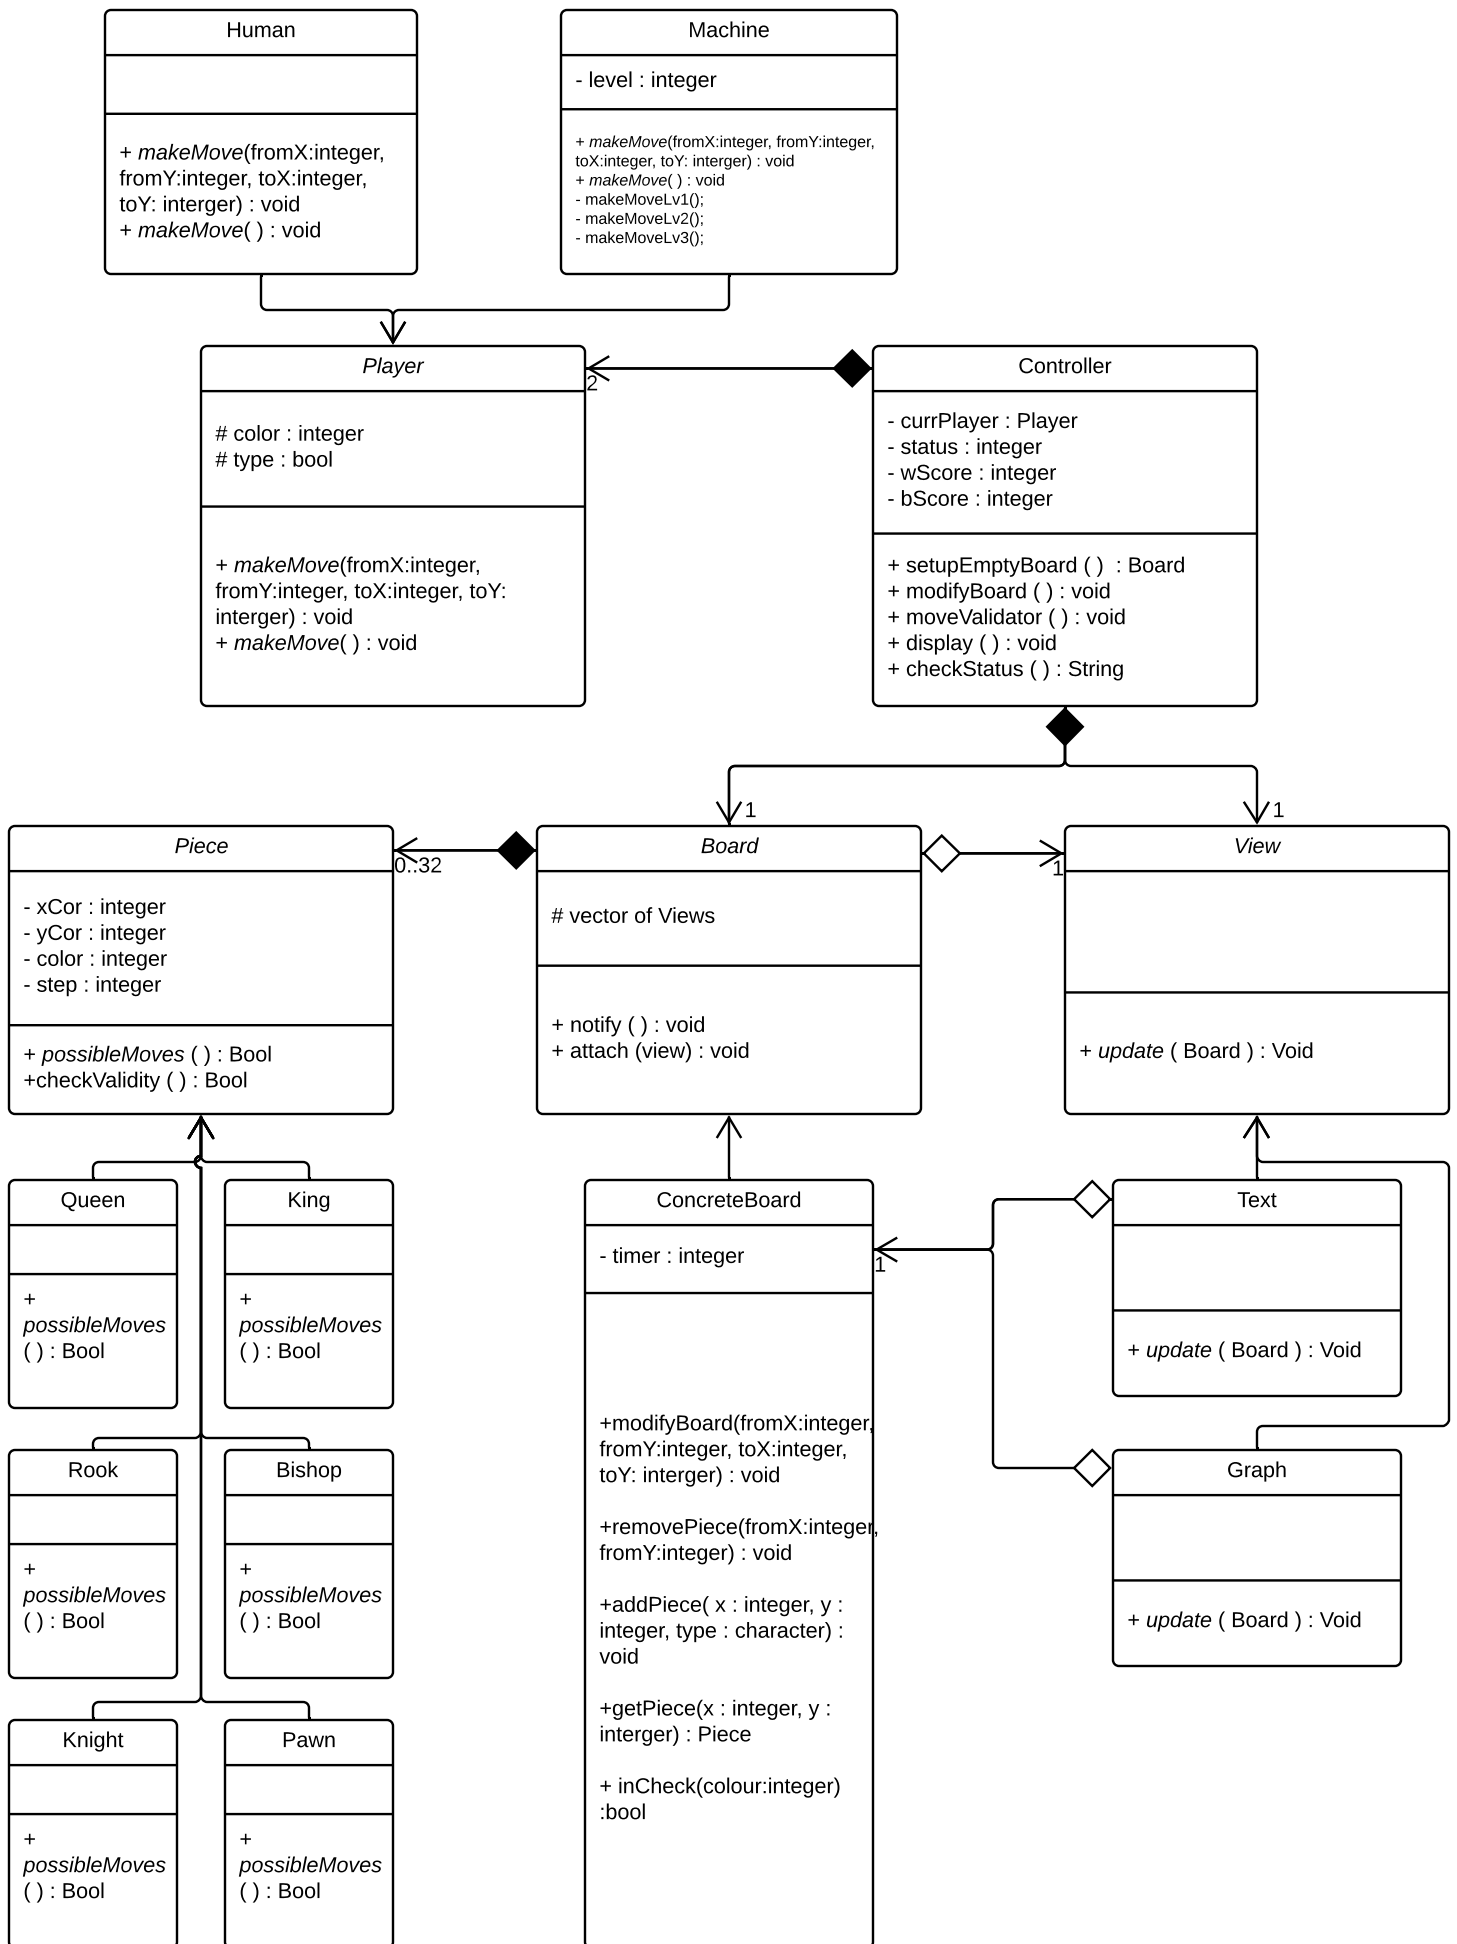 Human
+ makeMove(fromX:integer,
fromY:integer, toX:integer,
toY: interger) : void
+ makeMove( ) : void
Machine
- level : integer
+ makeMove(fromX:integer, fromY:integer,
toX:integer, toY: interger) : void
+ makeMove( ) : void
- makeMoveLv1();
- makeMoveLv2();
- makeMoveLv3();
Player
# color : integer
# type : bool
+ makeMove(fromX:integer,
fromY:integer, toX:integer, toY:
interger) : void
+ makeMove( ) : void
2
Controller
- currPlayer : Player
- status : integer
- wScore : integer
- bScore : integer
+ setupEmptyBoard ( )  : Board
+ modifyBoard ( ) : void
+ moveValidator ( ) : void
+ display ( ) : void
+ checkStatus ( ) : String
1
1
Piece
- xCor : integer
- yCor : integer
- color : integer
- step : integer
+ possibleMoves ( ) : Bool
+checkValidity ( ) : Bool
0..32
Board
# vector of Views
+ notify ( ) : void
+ attach (view) : void
1
View
+ update ( Board ) : Void
Queen
+
possibleMoves
( ) : Bool
King
+
possibleMoves
( ) : Bool
Rook
+
possibleMoves
( ) : Bool
Bishop
+
possibleMoves
( ) : Bool
Knight
+
possibleMoves
( ) : Bool
Pawn
+
possibleMoves
( ) : Bool
ConcreteBoard
- timer : integer
+modifyBoard(fromX:integer,
fromY:integer, toX:integer,
toY: interger) : void
+removePiece(fromX:integer,
fromY:integer) : void
+addPiece( x : integer, y :
integer, type : character) :
void
+getPiece(x : integer, y :
interger) : Piece
+ inCheck(colour:integer)
:bool
1
Text
+ update ( Board ) : Void
Graph
+ update ( Board ) : Void